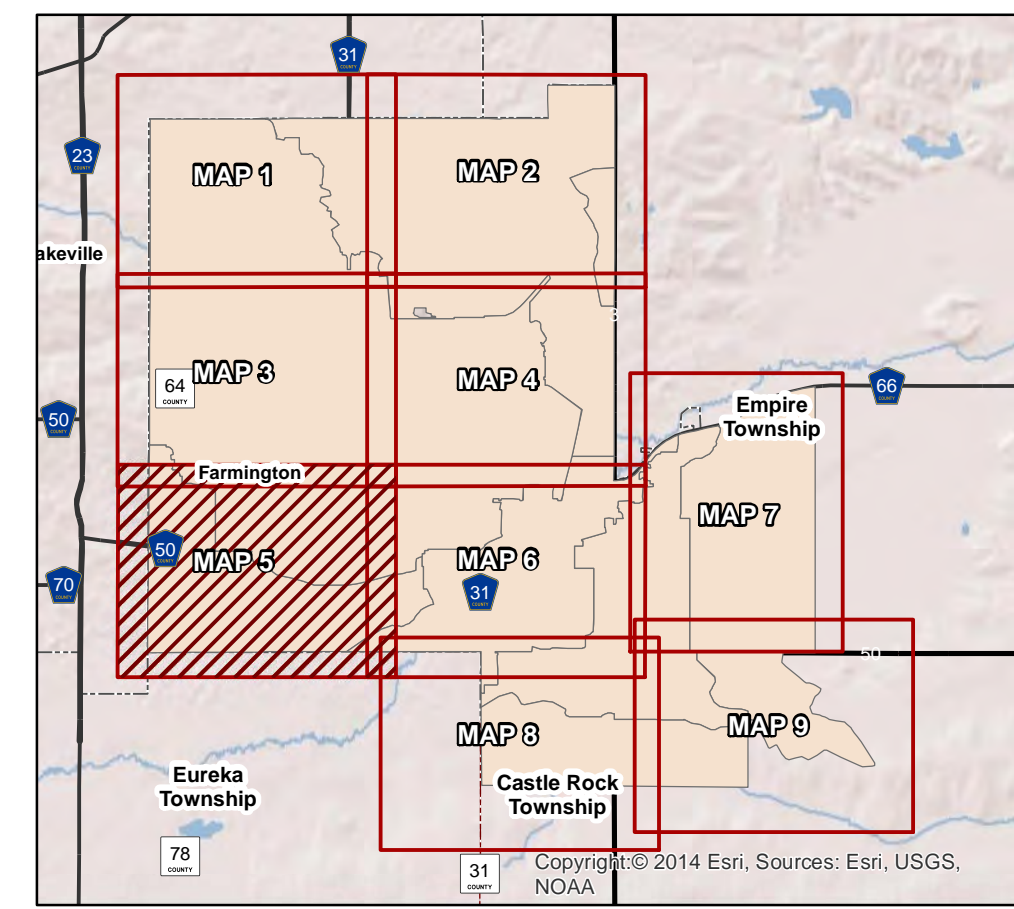 31
COUNTY
23
COUNTY
MAP 1
MAP 2
akeville
3
MAP 3
MAP 4
64
COUNTY
66
COUNTY
50
COUNTY
Empire
Township
Farmington
MAP 7
50
COUNTY
MAP 5
MAP 6
70
COUNTY
31
COUNTY
50
MAP 8
MAP 9
Eureka
Township
Castle Rock
Township
78
COUNTY
31
COUNTY
Copyright:© 2014 Esri, Sources: Esri, USGS,
NOAA